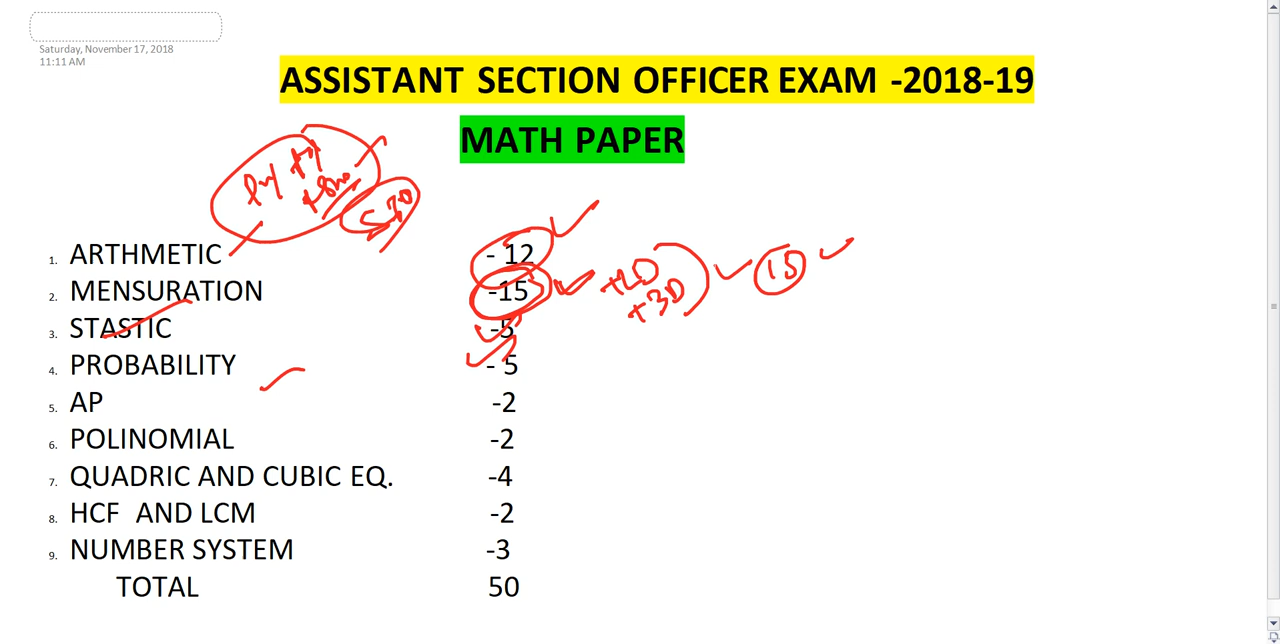 Saturday, November 17, 2018
11:11 AM
ASSISTANT SECTION OFFICER EXAM -2018-19
MATH PAPER
1. ARTHMETIC - 12
2. MENSURATION -15
+2D
+3D
15
3. STASTIC -5
4. PROBABILITY - 5
5. AP -2
6. POLINOMIAL -2
7. QUADRIC AND CUBIC EQ. -4
8. HCF AND LCM -2
9. NUMBER SYSTEM -3
TOTAL 50